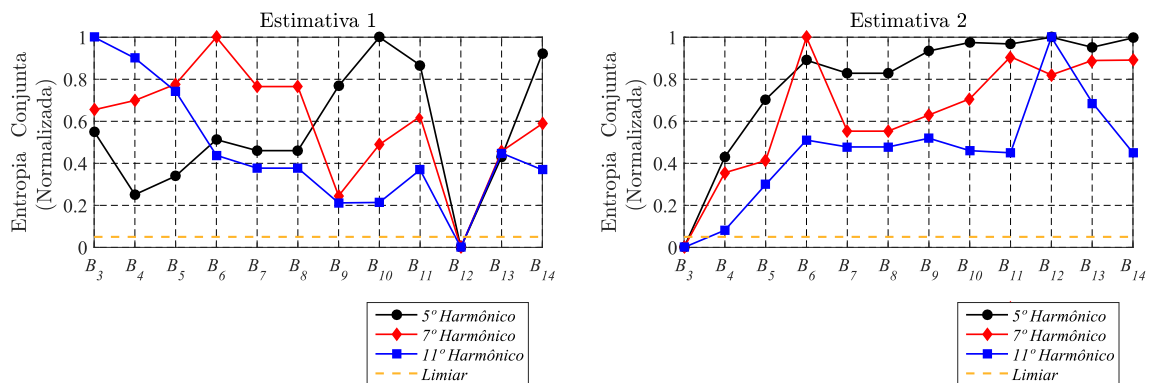 Estimativa 1
Entropia Conjunta
(Normalizada)
1
0.8
0.6
0.4
0.2
0
B3 B4 B5 B6 B7 B8 B9 B10 B11 B12 B13 B14
5º Harmônico
7º Harmônico
11º Harmônico
Limiar
Estimativa 2
Entropia Conjunta
(Normalizada)
1
0.8
0.6
0.4
0.2
0
B3 B4 B5 B6 B7 B8 B9 B10 B11 B12 B13 B14
5º Harmônico
7º Harmônico
11º Harmônico
Limiar